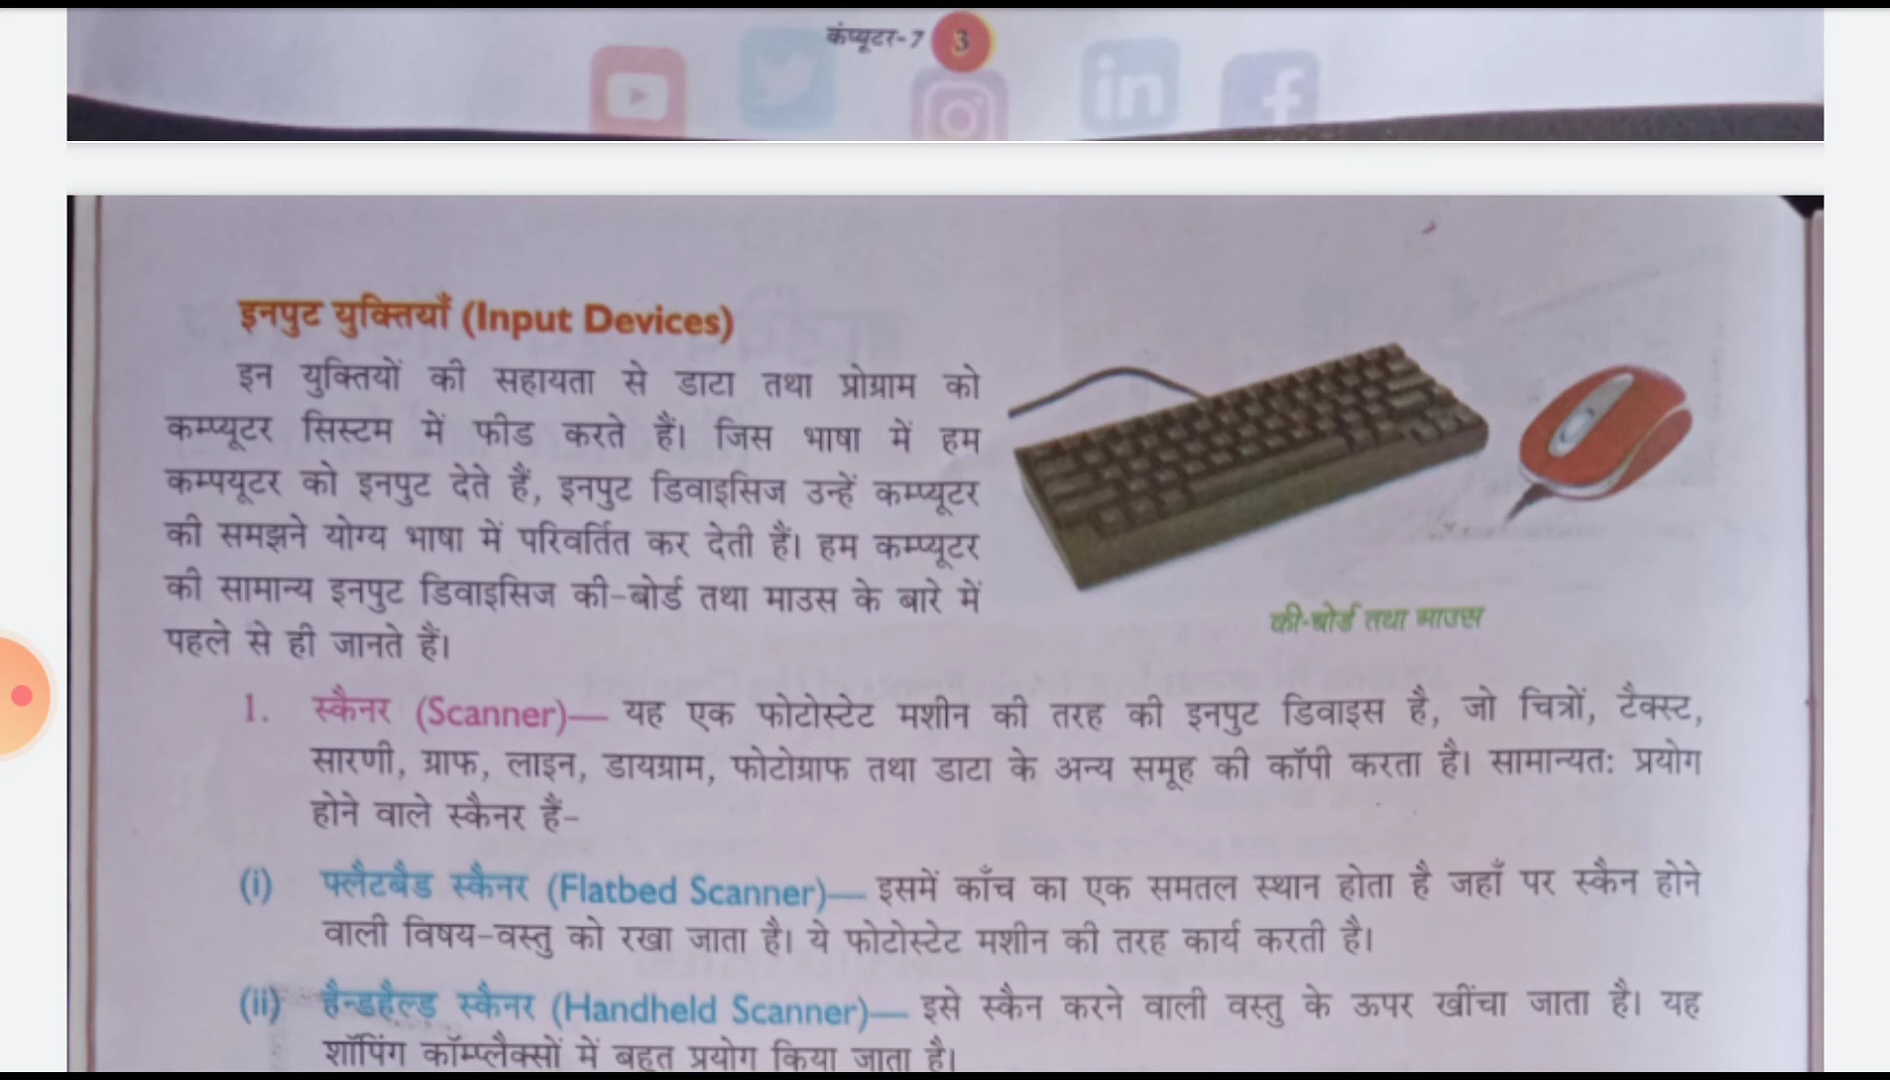 कंप्यूटर-7 3
in f
इनपुट युक्तियाँ (Input Devices)
इन युक्तियों की सहायता से डाटा तथा प्रोग्राम को
कम्प्यूटर सिस्टम में फीड करते हैं। जिस भाषा में हम
कम्पयूटर को इनपुट देते हैं, इनपुट डिवाइसिज उन्हें कम्प्यूटर
की समझने योग्य भाषा में परिवर्तित कर देती हैं। हम कम्प्यूटर
की सामान्य इनपुट डिवाइसिज की-बोर्ड तथा माउस के बारे में
पहले से ही जानते हैं।
की-बोर्ड तथा माउस
1. स्कैनर (Scanner)— यह एक फोटोस्टेट मशीन की तरह की इनपुट डिवाइस है, जो चित्रों, टैक्स्ट,
सारणी, ग्राफ, लाइन, डायग्राम, फोटोग्राफ तथा डाटा के अन्य समूह की कॉपी करता है। सामान्यतः प्रयोग
होने वाले स्कैनर हैं-
(i) फ्लैटबैड स्कैनर (Flatbed Scanner)— इसमें काँच का एक समतल स्थान होता है जहाँ पर स्कैन होने
वाली विषय-वस्तु को रखा जाता है। ये फोटोस्टेट मशीन की तरह कार्य करती है।
(ii) हैन्डहैल्ड स्कैनर (Handheld Scanner)— इसे स्कैन करने वाली वस्तु के ऊपर खींचा जाता है। यह
शॉपिंग कॉम्प्लैक्सों में बहुत प्रयोग किया जाता है।